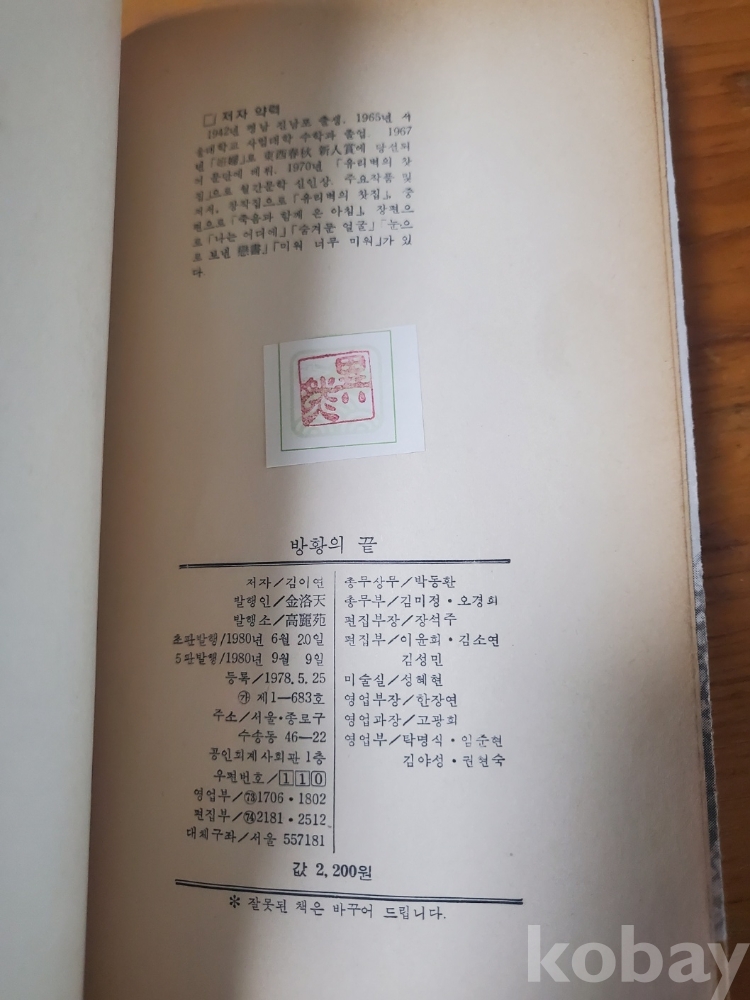 □ 저자 약력
1942년 평남 진남포 출생. 1965년 서
울대학교 사범대학 수학과 졸업. 1967
년 로 東西春秋 新人賞에 당선되
어 문단에 데뷔. 1970년 「유리벽의 찻
집」으로 월간문학 신인상. 주요작품 및
저서, 창작집으로 「유리벽의 찻집」, 중
편으로 「죽음과 함께 온 아침」, 장편으
로 「나는 어디에」 「숨겨둔 얼굴」 「눈으
로 보낸 戀書」 「미워 너무 미워」가 있
다
방황의 끝
저자/김이연
발행인/金洛天
발행소/高麗苑
초판발행/1980년 6월 20일
5판발행/1980년 9월 9일
등록/1978.5.25
㉮ 제1—683호
주소/서울·종로구
수송동 46—22
공인회계사회관 1층
우편번호/110
영업부/㉓1706·1802
편집부/2181·2512
대체구좌/서울 557181
총무상무/박동환
총무부/김미정·오경희
편집부장/장석주
편집부/이윤희·김소연
김성민
미술실/성혜현
영업부장/한장연
영업과장/고광희
영업부/탁명식·임춘현
김야성·권현숙
값 2,200원
* 잘못된 책은 바꾸어 드립니다.
kobay